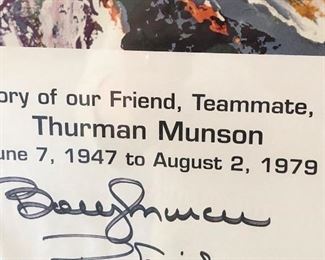 ory of our Friend, Teammate,
Thurman Munson
une 7, 1947 to August 2, 1979